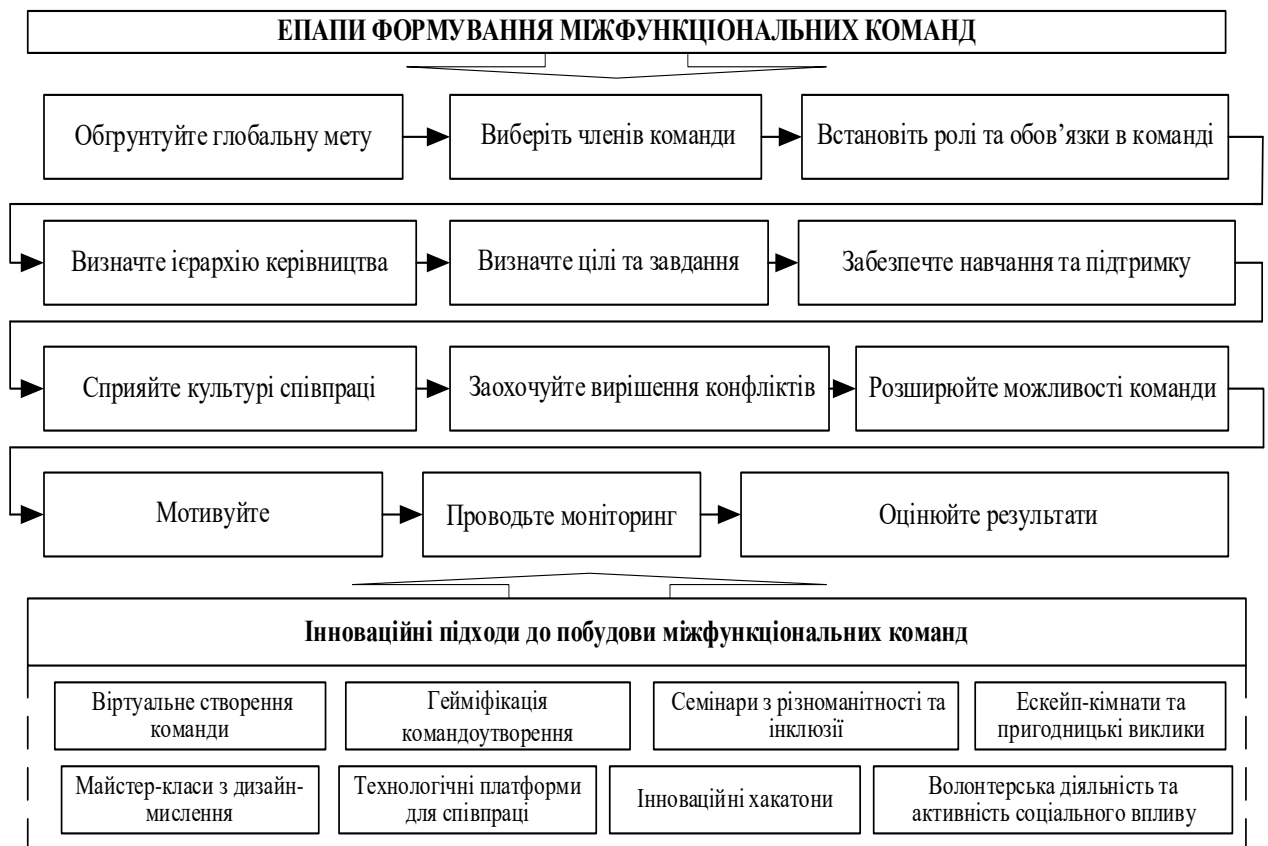 ЕПАПИ ФОРМУВАННЯ МІЖФУНКЦІОНАЛЬНИХ КОМАНД
Обґрунтуйте глобальну мету
Виберіть членів команди
Встановіть ролі та обов’язки в команді
Визначте ієрархію керівництва
Визначте цілі та завдання
Забезпечте навчання та підтримку
Сприяйте культурі співпраці
Заохочуйте вирішення конфліктів
Розширюйте можливості команди
Мотивуйте
Проводьте моніторинг
Оцінюйте результати
Інноваційні підходи до побудови міжфункціональних команд
Віртуальне створення
команди
Гейміфікація
командоутворення
Семінари з різноманітності та
інклюзії
Ескейп-кімнати та
пригодницькі виклики
Майстер-класи з дизайн-
мислення
Технологічні платформи
для співпраці
Інноваційні хакатони
Волонтерська діяльність та
активність соціального впливу